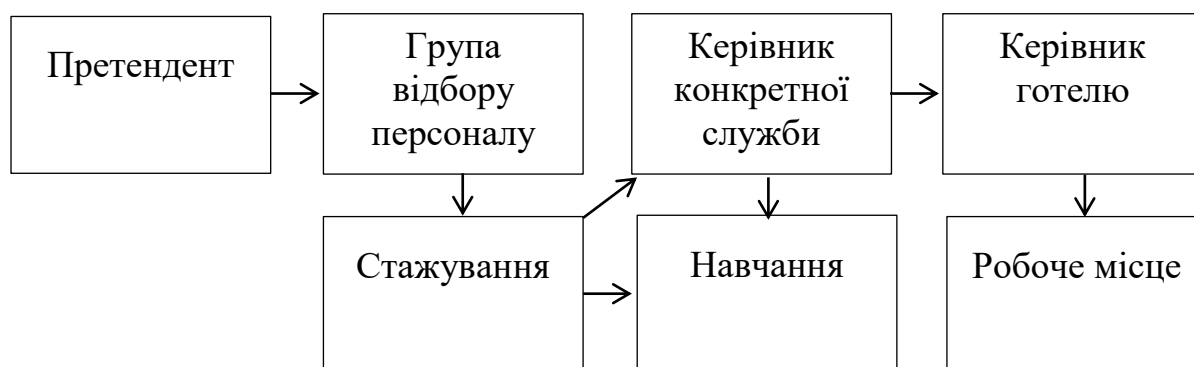 Претендент
Група
відбору
персоналу
Керівник
конкретної
служби
Керівник
готелю
Стажування
Навчання
Робоче місце